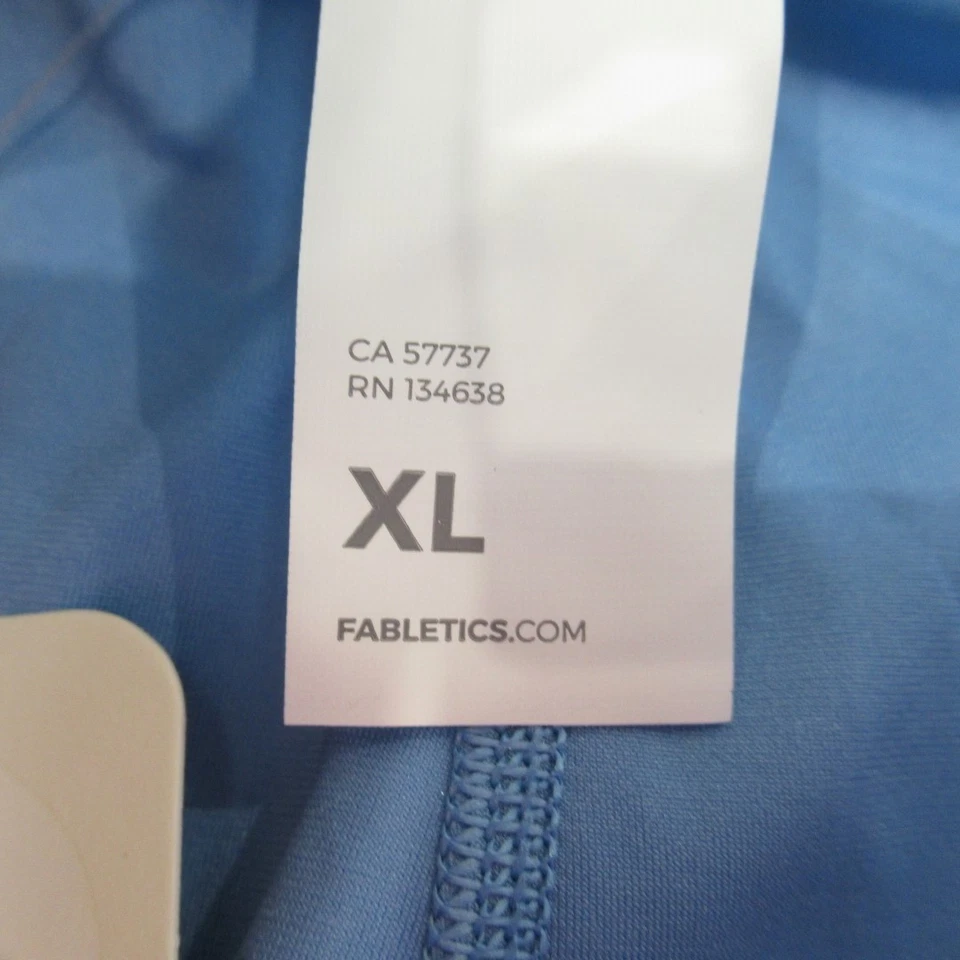 CA 57737
RN 134638
XL
FABLETICS.COM